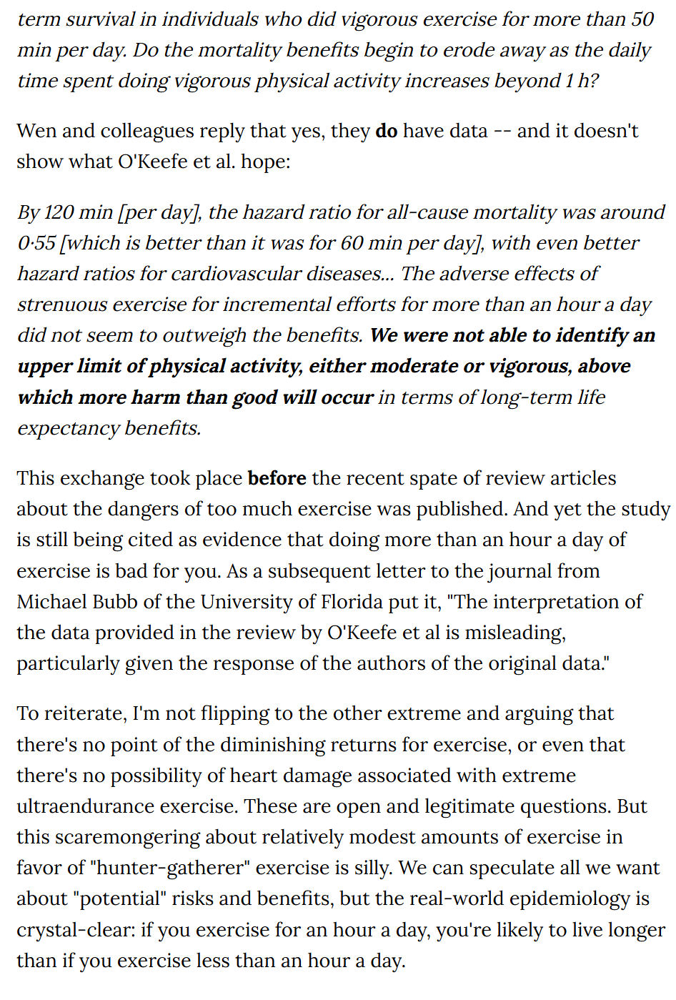 term survival in individuals who did vigorous exercise for more than 50
min per day. Do the mortality benefits begin to erode away as the daily
time spent doing vigorous physical activity increases beyond 1 h?
Wen and colleagues reply that yes, they do have data -- and it doesn't
show what O'Keefe et al. hope:
By 120 min [per day], the hazard ratio for all-cause mortality was around
0·55 [which is better than it was for 60 min per day], with even better
hazard ratios for cardiovascular diseases... The adverse effects of
strenuous exercise for incremental efforts for more than an hour a day
did not seem to outweigh the benefits. We were not able to identify an
upper limit of physical activity, either moderate or vigorous, above
which more harm than good will occur in terms of long-term life
expectancy benefits.
This exchange took place before the recent spate of review articles
about the dangers of too much exercise was published. And yet the study
is still being cited as evidence that doing more than an hour a day of
exercise is bad for you. As a subsequent letter to the journal from
Michael Bubb of the University of Florida put it, "The interpretation of
the data provided in the review by O'Keefe et al is misleading,
particularly given the response of the authors of the original data."
To reiterate, I'm not flipping to the other extreme and arguing that
there's no point of the diminishing returns for exercise, or even that
there's no possibility of heart damage associated with extreme
ultraendurance exercise. These are open and legitimate questions. But
this scaremongering about relatively modest amounts of exercise in
favor of "hunter-gatherer" exercise is silly. We can speculate all we want
about "potential" risks and benefits, but the real-world epidemiology is
crystal-clear: if you exercise for an hour a day, you're likely to live longer
than if you exercise less than an hour a day.